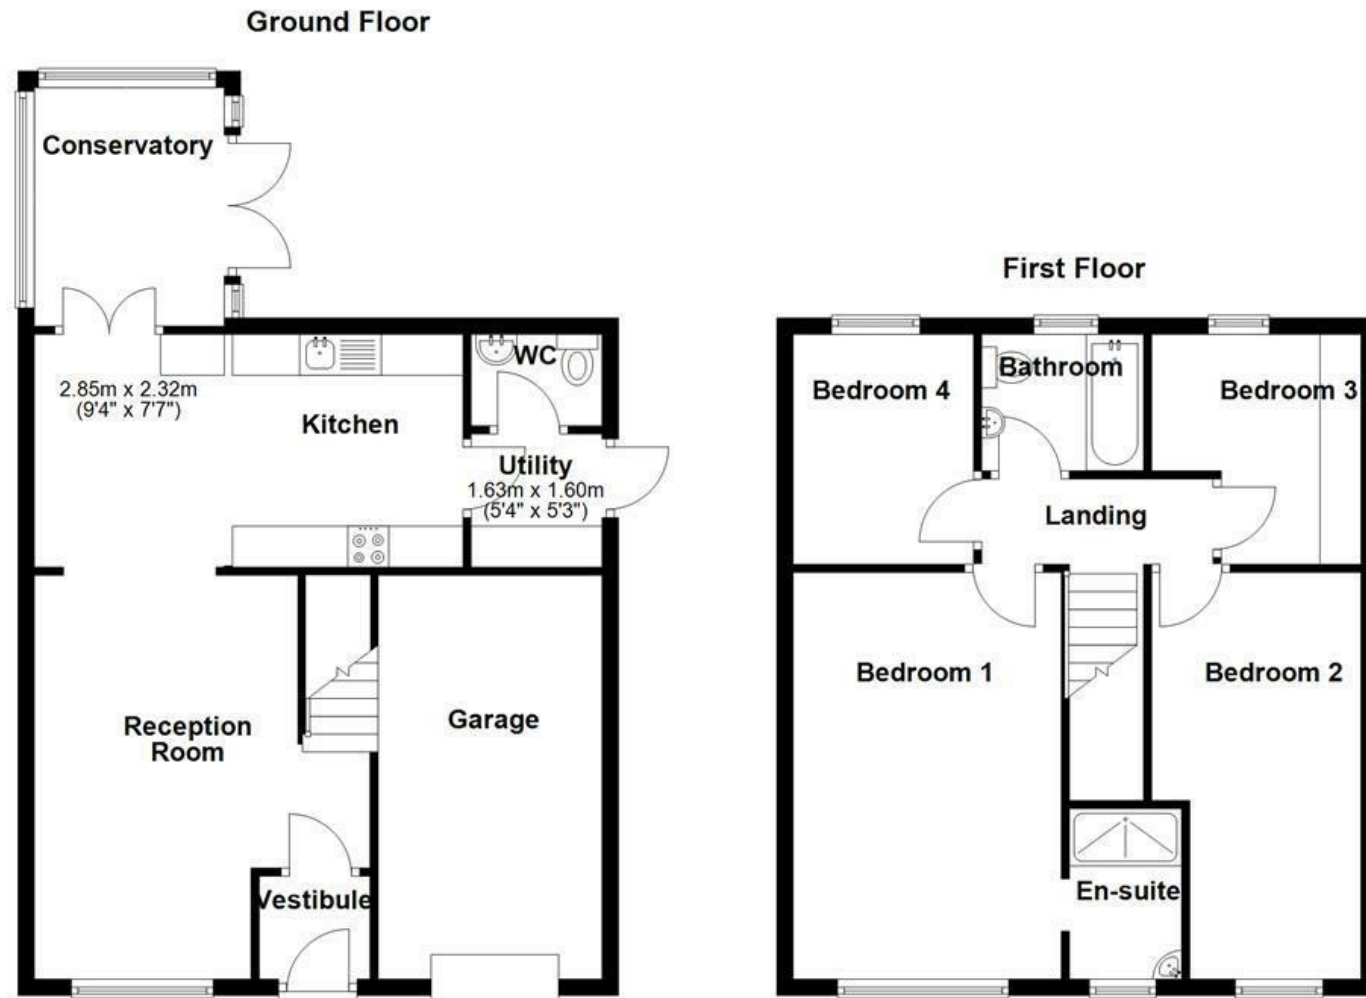 Ground Floor
Conservatory
2.85m x 2.32m
(9'4" x 7'7")
Kitchen
WC
Utility
1.63m x 1.60m
(5'4" x 5'3")
Reception
Room
Garage
Vestibule
First Floor
Bedroom 4
Bathroom
Bedroom 3
Landing
Bedroom 1
Bedroom 2
En-suite